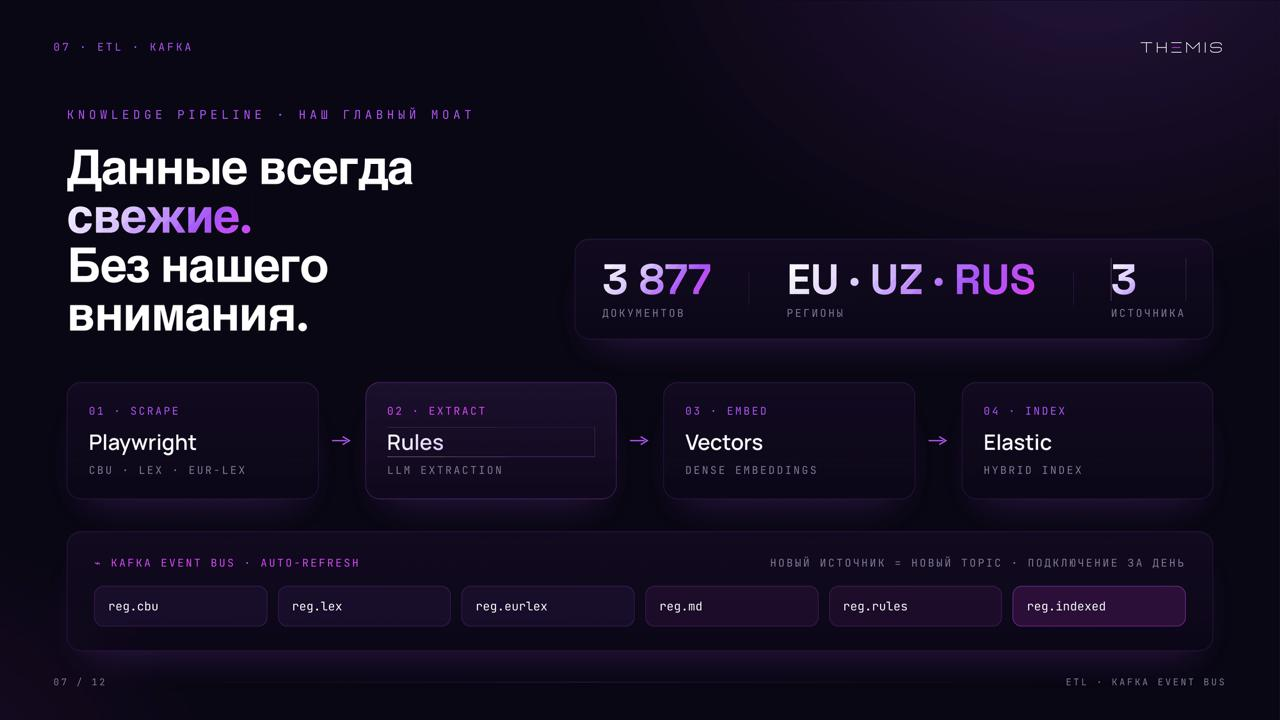 07 · ETL · KAFKA
THEMIS
KNOWLEDGE PIPELINE · НАШ ГЛАВНЫЙ MOAT
Данные всегда
свежие.
Без нашего
внимания.
3 877
ДОКУМЕНТОВ
EU · UZ · RUS
РЕГИОНЫ
3
ИСТОЧНИКА
01 · SCRAPE
Playwright
CBU · LEX · EUR-LEX
→
02 · EXTRACT
Rules
LLM EXTRACTION
→
03 · EMBED
Vectors
DENSE EMBEDDINGS
→
04 · INDEX
Elastic
HYBRID INDEX
⌁ KAFKA EVENT BUS · AUTO-REFRESH
НОВЫЙ ИСТОЧНИК = НОВЫЙ TOPIC · ПОДКЛЮЧЕНИЕ ЗА ДЕНЬ
reg.cbu
reg.lex
reg.eurlex
reg.md
reg.rules
reg.indexed
07 / 12
ETL · KAFKA EVENT BUS